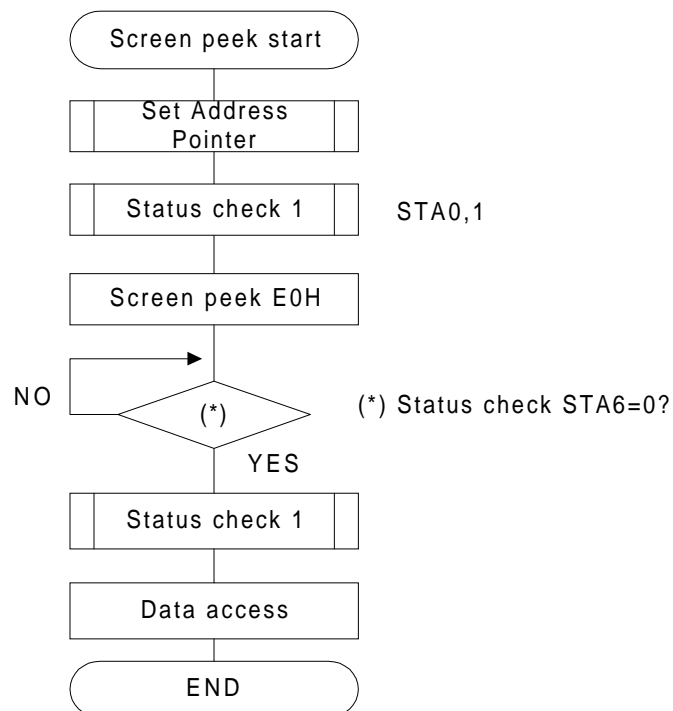 Screen peek start
Set Address
Pointer
Status check 1
STA0,1
Screen peek E0H
NO
(*)
(*) Status check STA6=0?
YES
Status check 1
Data access
END